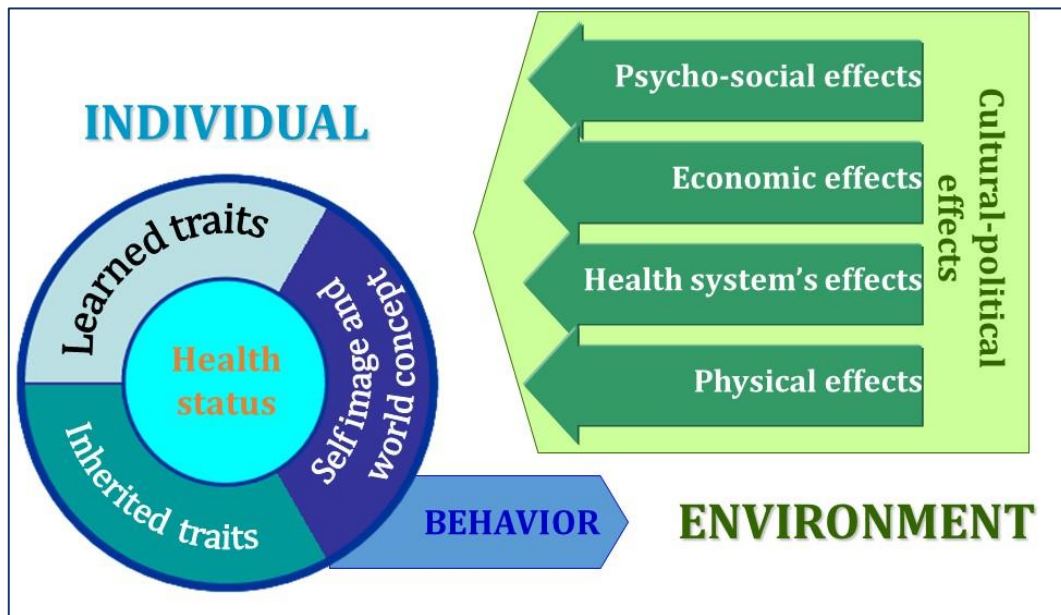 INDIVIDUAL
Learned traits
Self image and
world concept
Inherited traits
Health
status
BEHAVIOR
Psycho-social effects
Economic effects
Health system’s effects
Physical effects
Cultural-political
effects
ENVIRONMENT